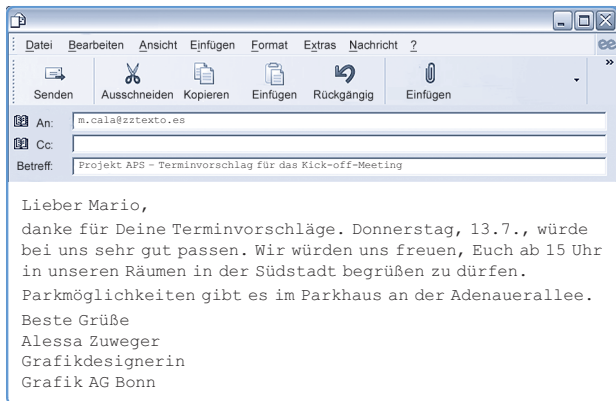 Datei Bearbeiten Ansicht Einfügen Format Extras Nachricht ?
Senden Ausschneiden Kopieren Einfügen Rückgängig Einfügen
An: m.cala@zztexto.es
Cc:
Betreff: Projekt APS – Terminvorschlag für das Kick-off-Meeting
Lieber Mario,
danke für Deine Terminvorschläge. Donnerstag, 13.7., würde
bei uns sehr gut passen. Wir würden uns freuen, Euch ab 15 Uhr
in unseren Räumen in der Südstadt begrüßen zu dürfen.
Parkmöglichkeiten gibt es im Parkhaus an der Adenauerallee.
Beste Grüße
Alessa Zuweger
Grafikdesignerin
Grafik AG Bonn